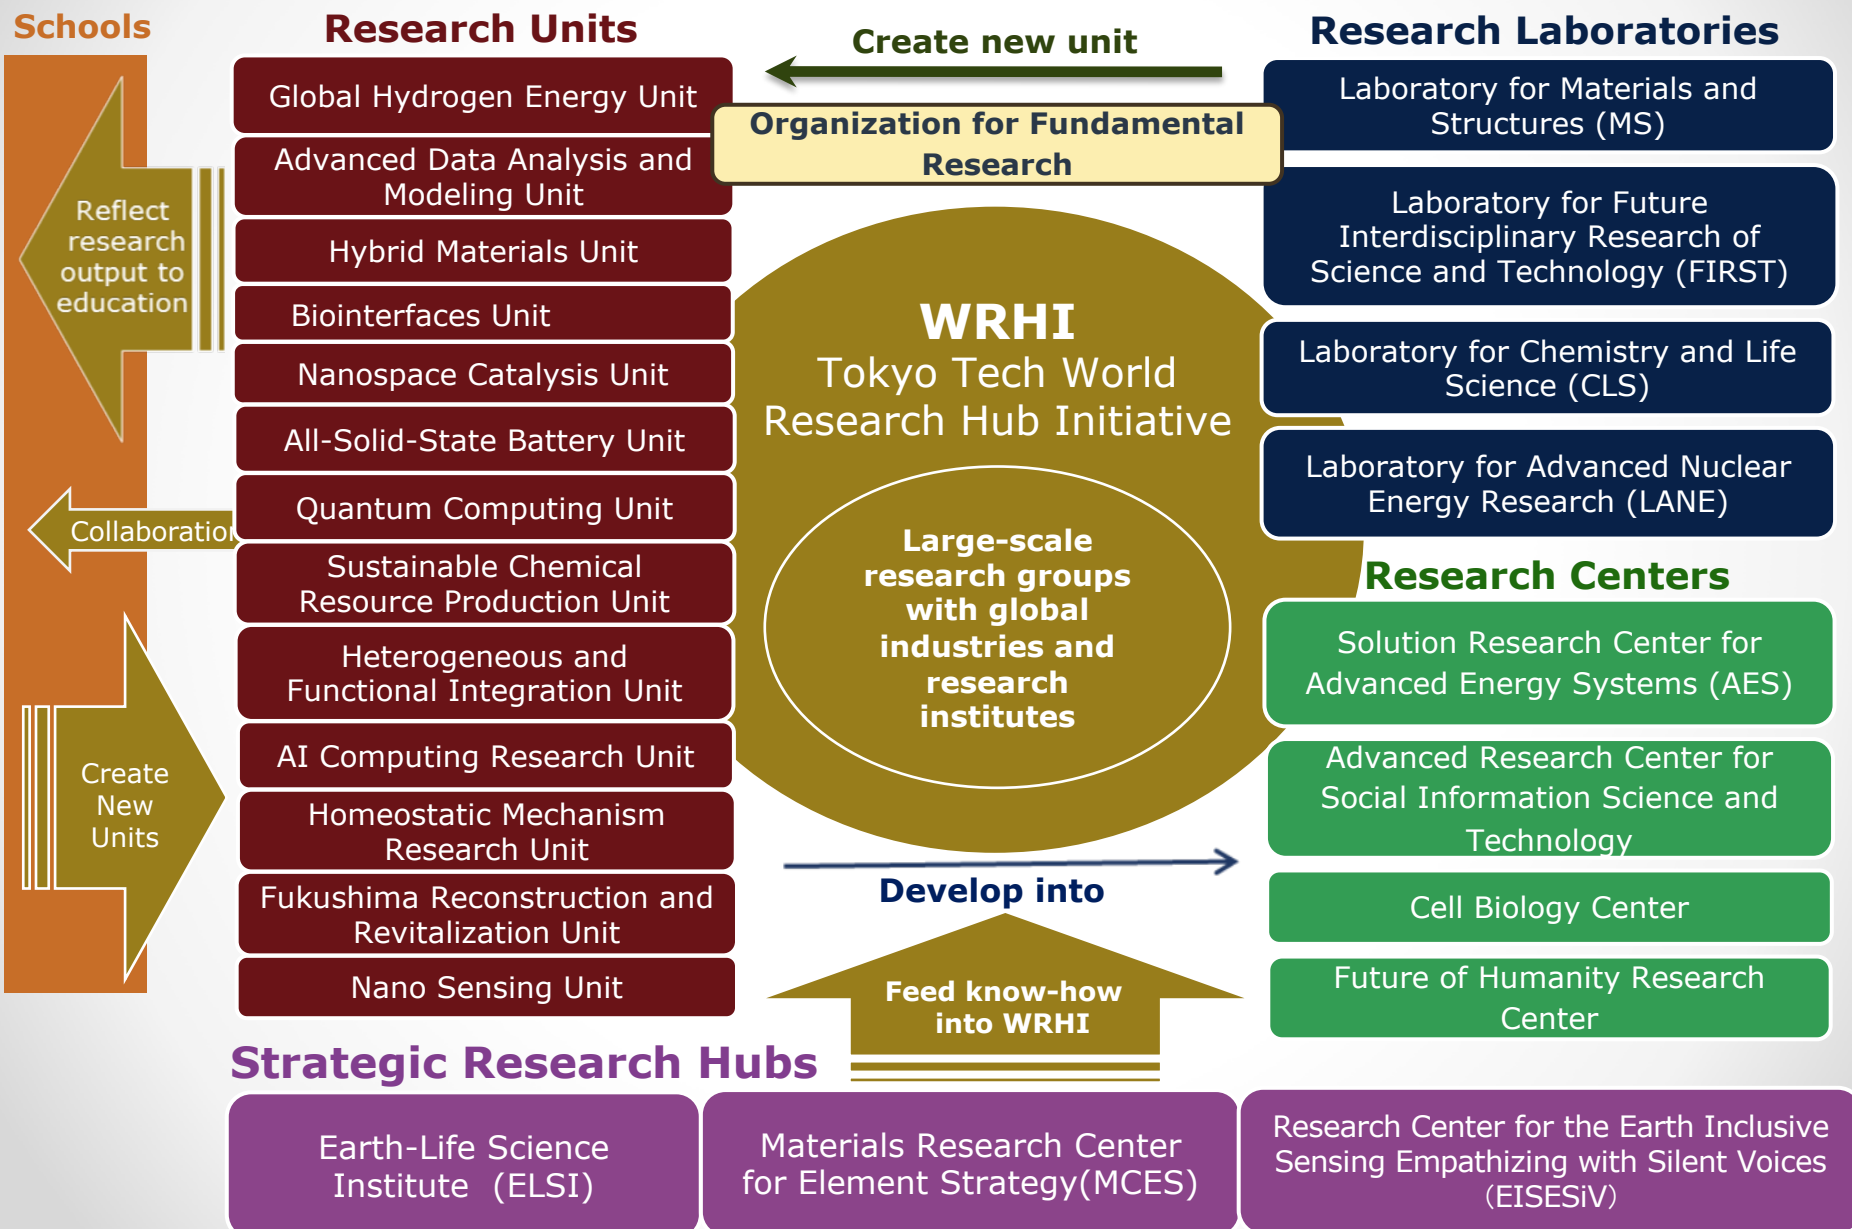 Schools
Reflect
research
output to
education
Collaboration
Create
New
Units
Research Units
Global Hydrogen Energy Unit
Advanced Data Analysis and
Modeling Unit
Hybrid Materials Unit
Biointerfaces Unit
Nanospace Catalysis Unit
All-Solid-State Battery Unit
Quantum Computing Unit
Sustainable Chemical
Resource Production Unit
Heterogeneous and
Functional Integration Unit
AI Computing Research Unit
Homeostatic Mechanism
Research Unit
Fukushima Reconstruction and
Revitalization Unit
Nano Sensing Unit
Create new unit
Organization for Fundamental
Research
WRHI
Tokyo Tech World
Research Hub Initiative
Large-scale
research groups
with global
industries and
research
institutes
Develop into
Feed know-how
into WRHI
Research Laboratories
Laboratory for Materials and
Structures (MS)
Laboratory for Future
Interdisciplinary Research of
Science and Technology (FIRST)
Laboratory for Chemistry and Life
Science (CLS)
Laboratory for Advanced Nuclear
Energy Research (LANE)
Research Centers
Solution Research Center for
Advanced Energy Systems (AES)
Advanced Research Center for
Social Information Science and
Technology
Cell Biology Center
Future of Humanity Research
Center
Strategic Research Hubs
Earth-Life Science
Institute (ELSI)
Materials Research Center
for Element Strategy(MCES)
Research Center for the Earth Inclusive
Sensing Empathizing with Silent Voices
（EISESiV）